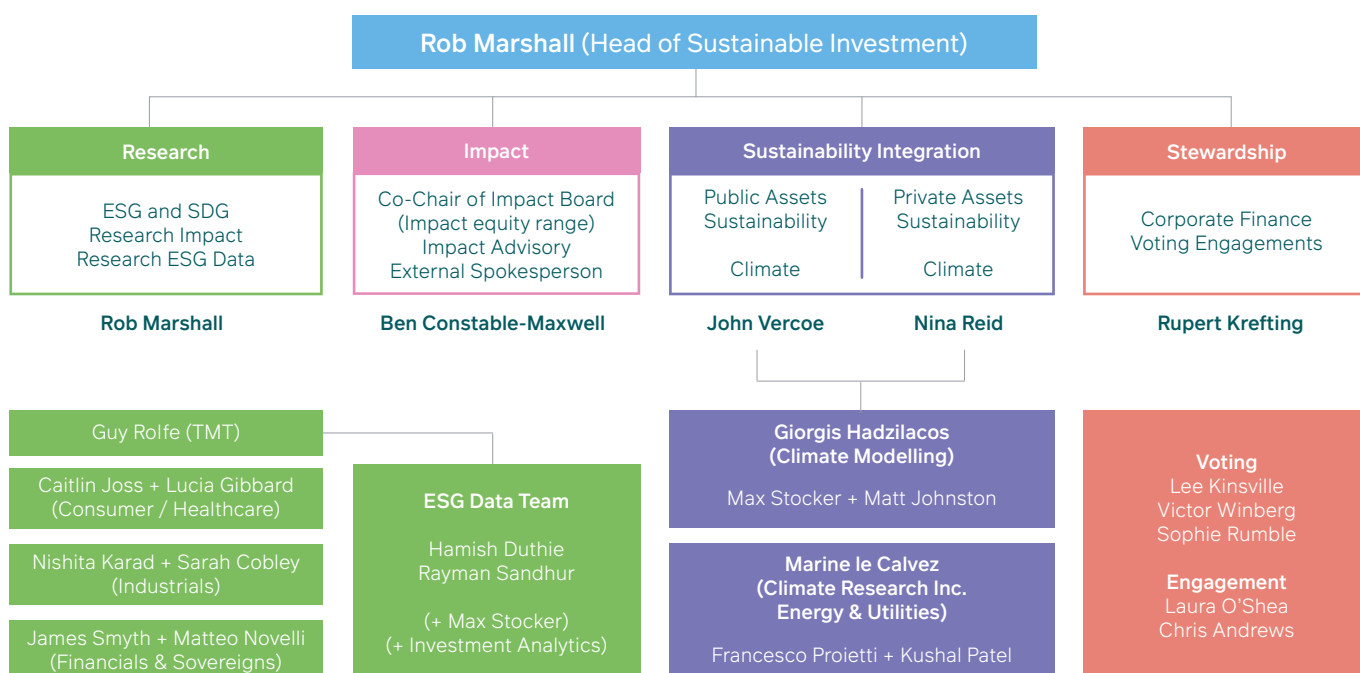 Rob Marshall (Head of Sustainable Investment)
Research
ESG and SDG
Research Impact
Research ESG Data
Rob Marshall
Impact
Co-Chair of Impact Board
(Impact equity range)
Impact Advisory
External Spokesperson
Ben Constable-Maxwell
Sustainability Integration
Public Assets
Sustainability
Climate
John Vercoe
Private Assets
Sustainability
Climate
Nina Reid
Stewardship
Corporate Finance
Voting Engagements
Rupert Krefting
Guy Rolfe (TMT)
Caitlin Joss + Lucia Gibbard
(Consumer / Healthcare)
Nishita Karad + Sarah Cobley
(Industrials)
James Smyth + Matteo Novelli
(Financials & Sovereigns)
ESG Data Team
Hamish Duthie
Rayman Sandhur
(+ Max Stocker)
(+ Investment Analytics)
Giorgis Hadzilacos
(Climate Modelling)
Max Stocker + Matt Johnston
Marine le Calvez
(Climate Research Inc.
Energy & Utilities)
Francesco Proietti + Kushal Patel
Voting
Lee Kinsville
Victor Winberg
Sophie Rumble
Engagement
Laura O'Shea
Chris Andrews